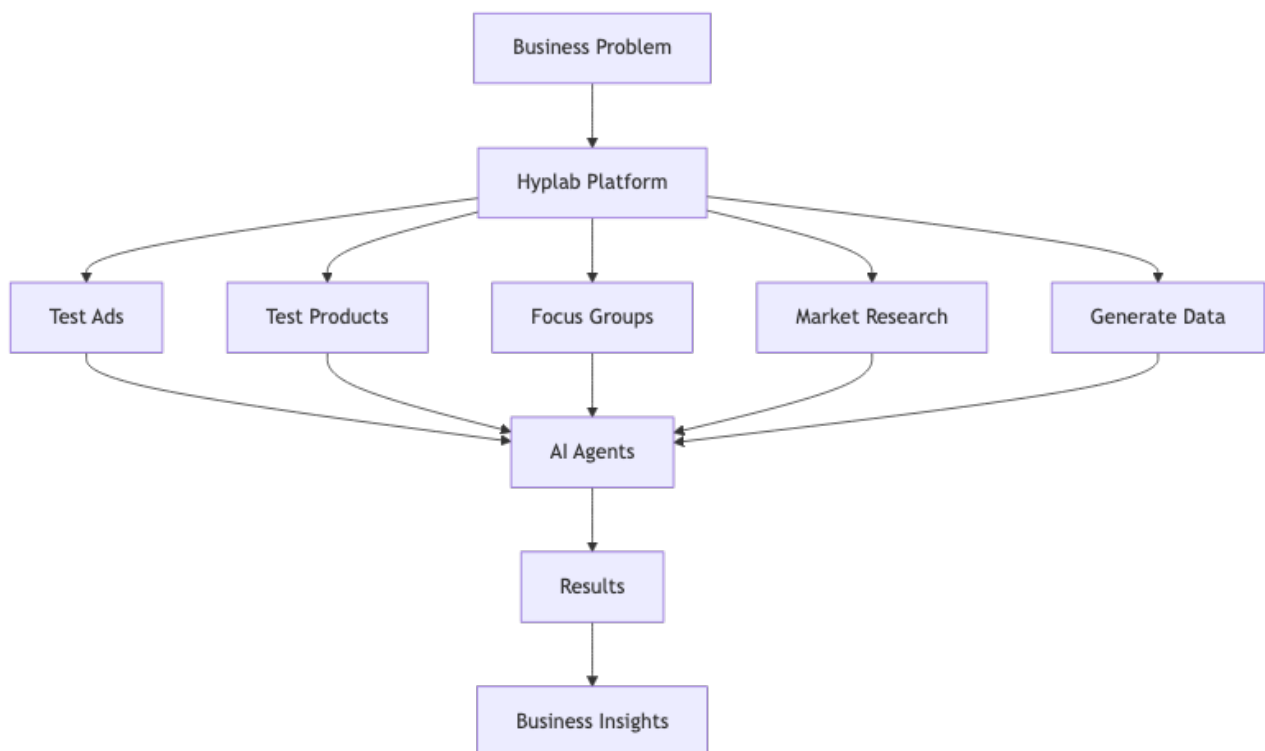 Business Problem
Hyplab Platform
Test Ads
Test Products
Focus Groups
Market Research
Generate Data
AI Agents
Results
Business Insights